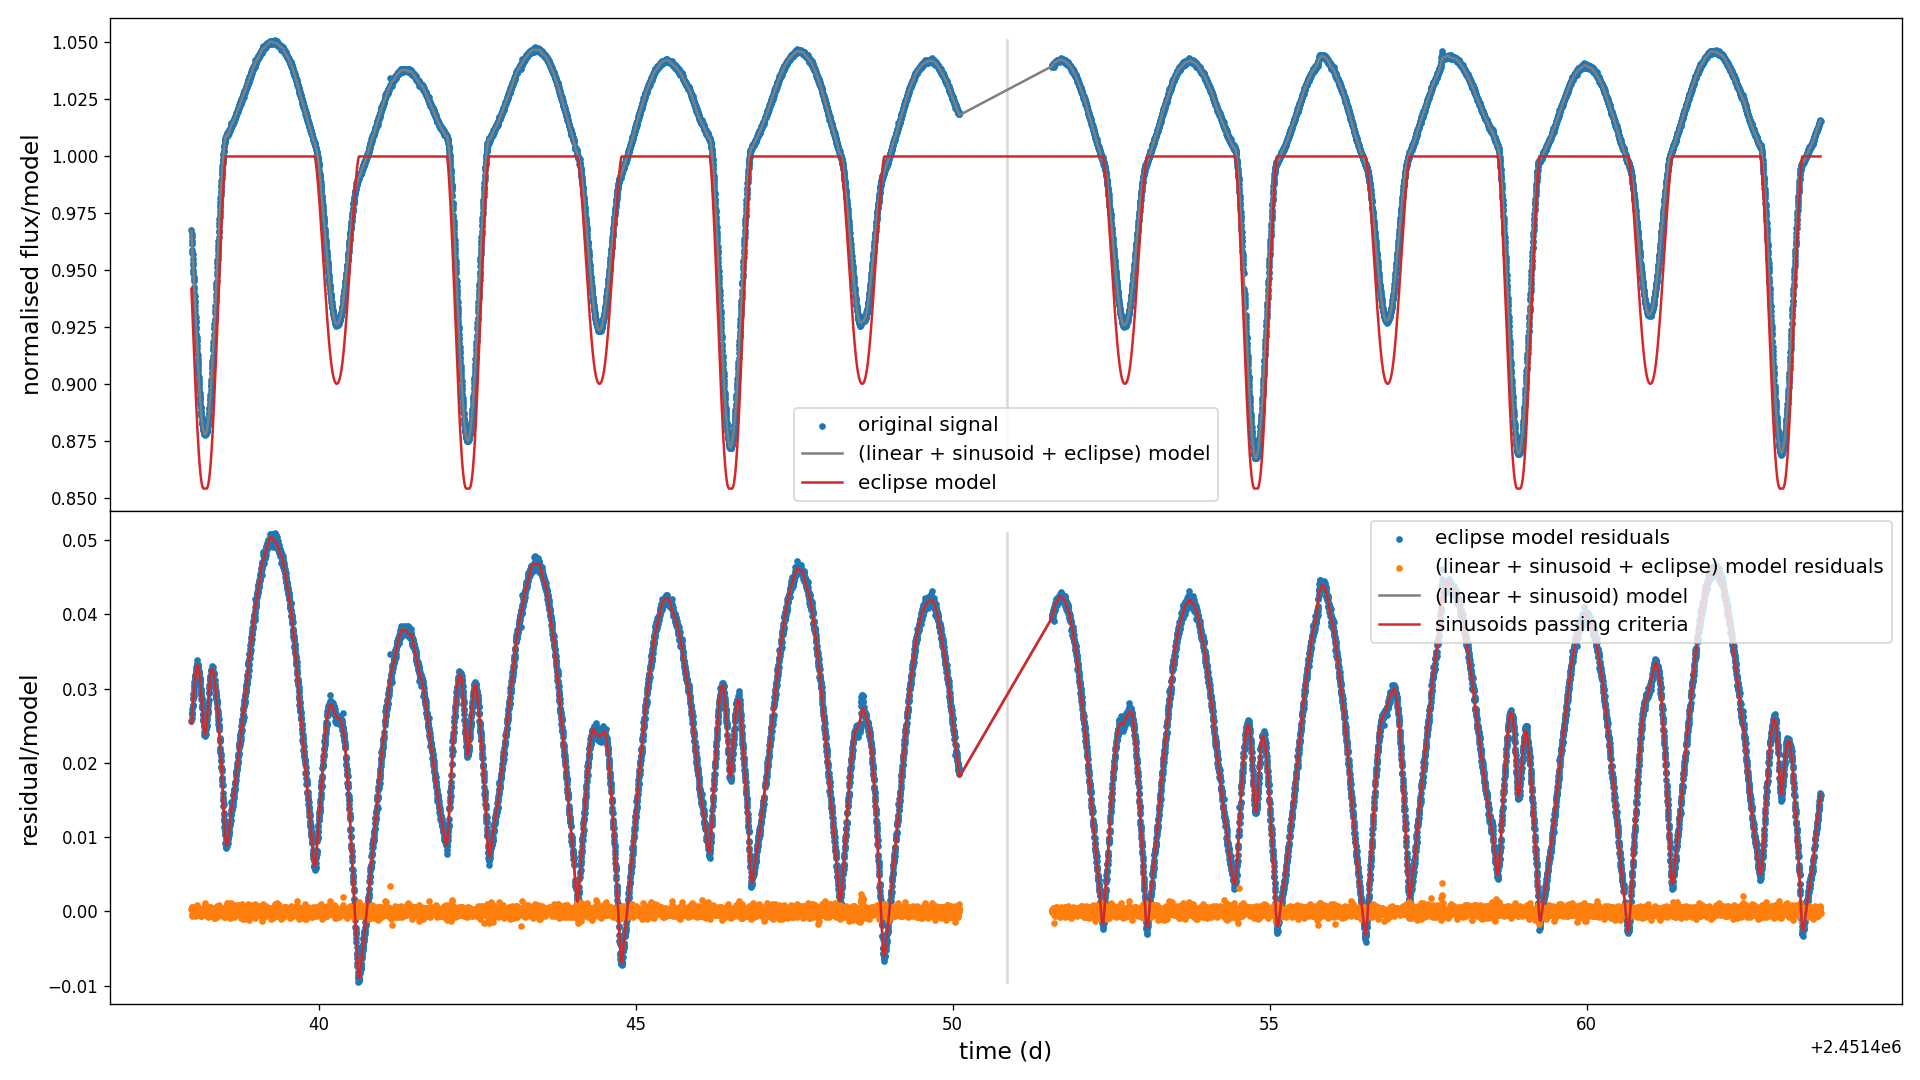 normalised flux/model
1.050
1.025
1.000
0.975
0.950
0.925
0.900
0.875
0.850
original signal
(linear + sinusoid + eclipse) model
eclipse model
residual/model
0.05
0.04
0.03
0.02
0.01
0.00
−0.01
eclipse model residuals
(linear + sinusoid + eclipse) model residuals
(linear + sinusoid) model
sinusoids passing criteria
40
45
50
55
60
time (d)
+2.4514e6